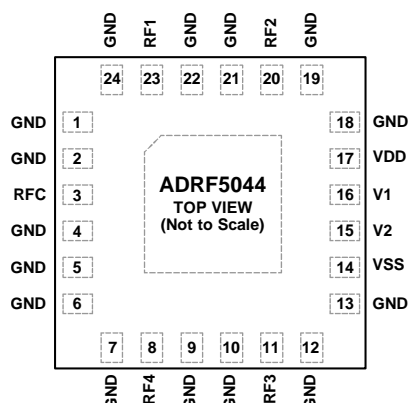 GND RF1 GND GND RF2 GND
24 23 22 21 20 19
GND 1 18 GND
GND 2 17 VDD
RFC 3 16 V1
GND 4 15 V2
GND 5 14 VSS
GND 6 13 GND
ADRF5044
TOP VIEW
(Not to Scale)
7 8 9 10 11 12
GND RF4 GND GND RF3 GND